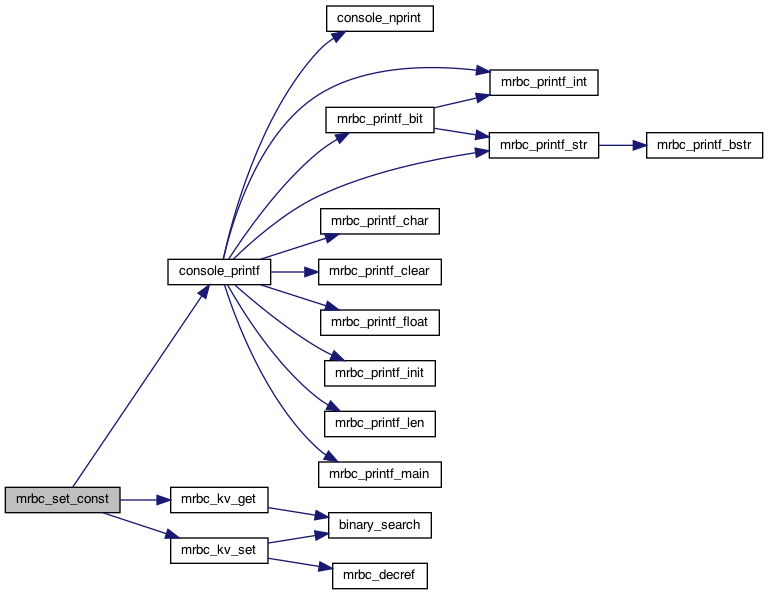 console_nprint
mrbc_printf_int
mrbc_printf_bit
mrbc_printf_str
mrbc_printf_bstr
mrbc_printf_char
console_printf
mrbc_printf_clear
mrbc_printf_float
mrbc_printf_init
mrbc_printf_len
mrbc_printf_main
mrbc_set_const
mrbc_kv_get
binary_search
mrbc_kv_set
mrbc_decref